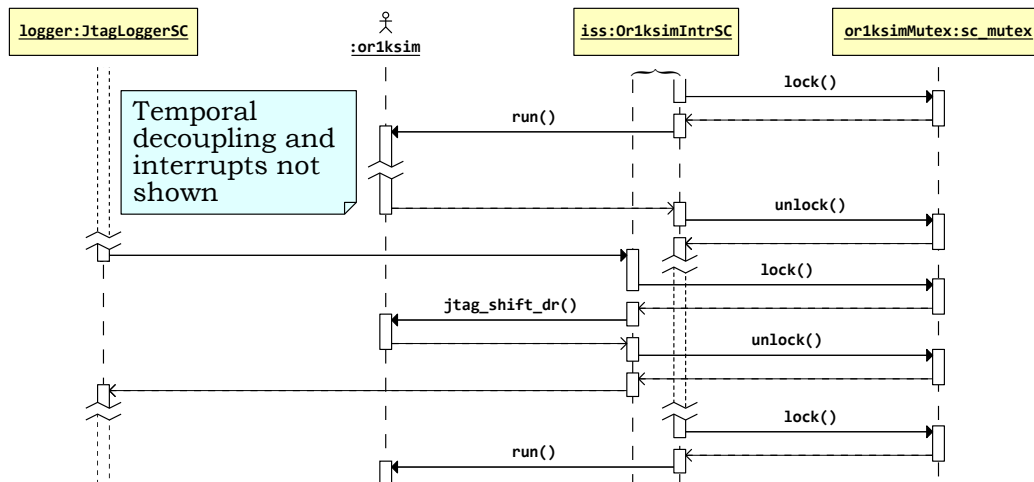 logger:JtagLoggerSC
:or1ksim
iss:Or1ksimIntrSC
or1ksimMutex:sc_mutex
Temporal
decoupling and
interrupts not
shown
lock()
run()
unlock()
lock()
jtag_shift_dr()
unlock()
lock()
run()